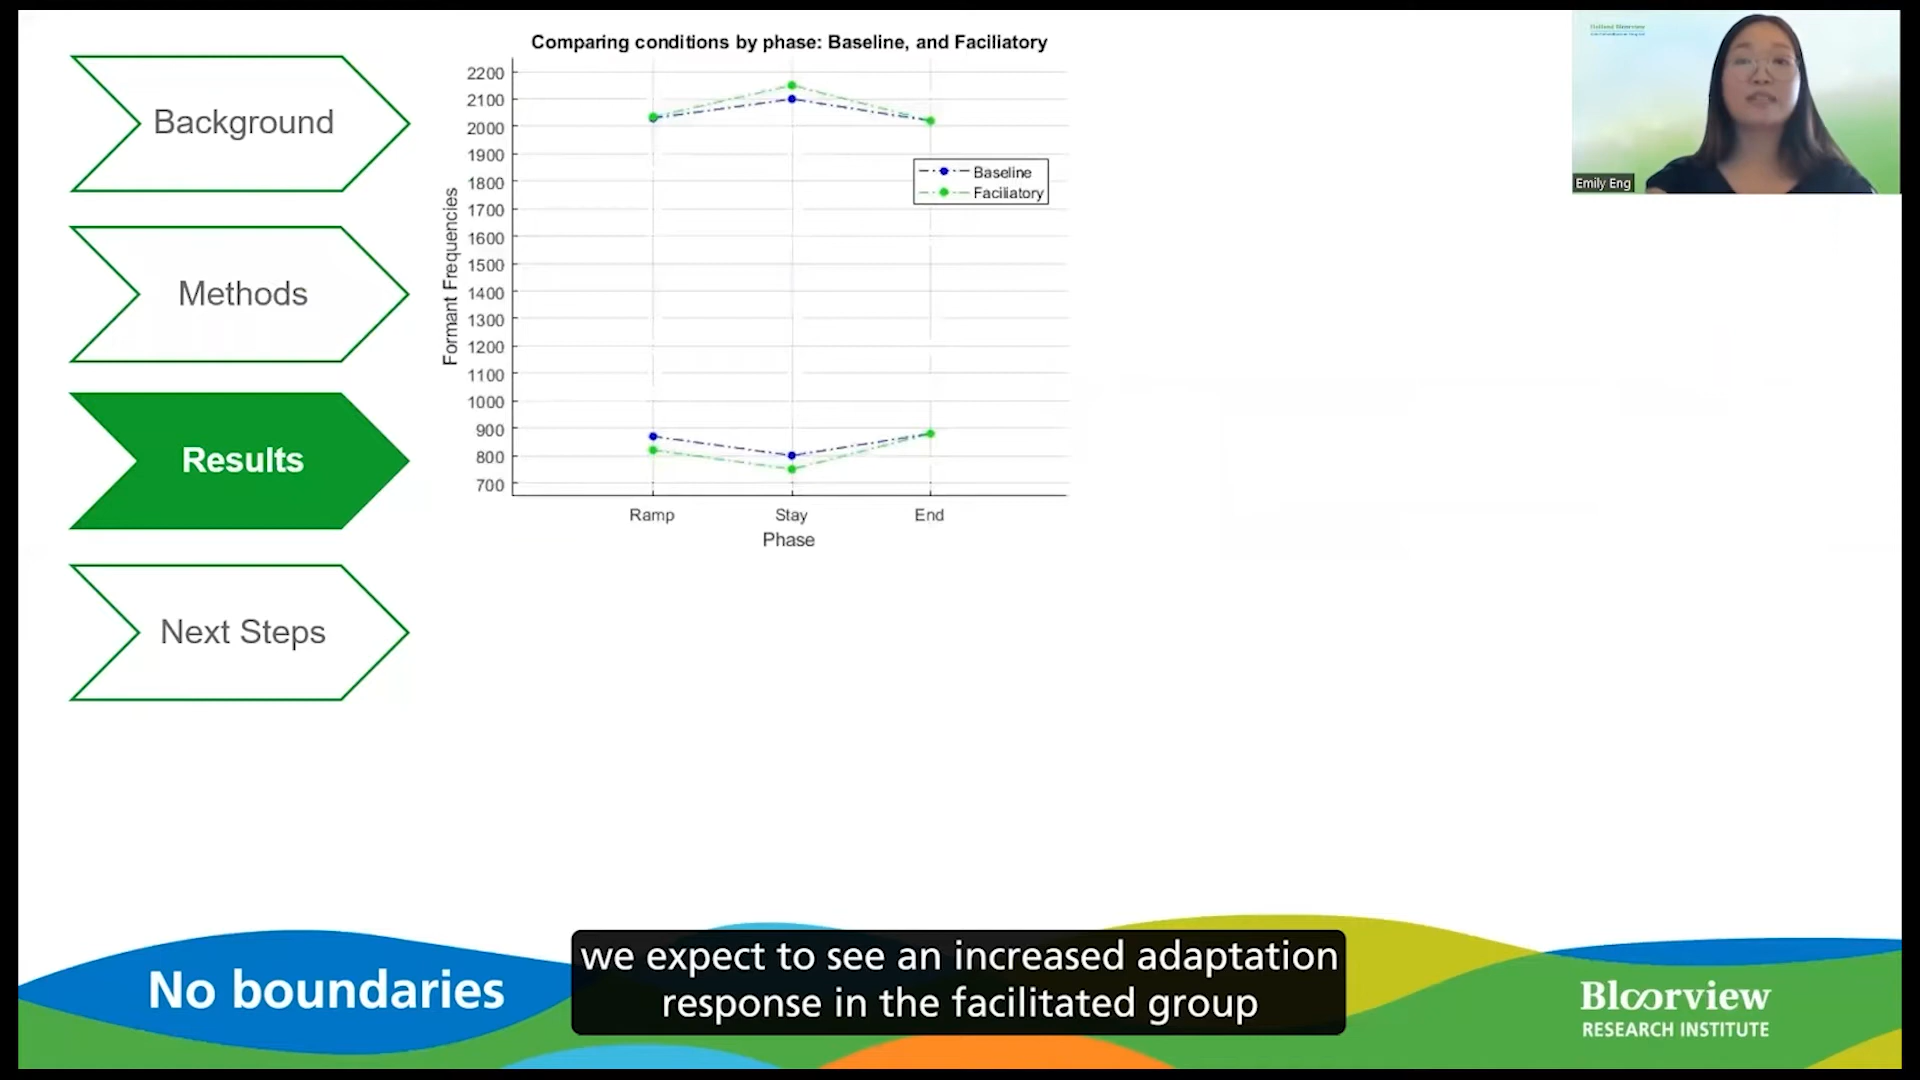 Background
Methods
Results
Next Steps
Comparing conditions by phase: Baseline, and Faciliatory
Formant Frequencies
2200
2100
2000
1900
1800
1700
1600
1500
1400
1300
1200
1100
1000
900
800
700
Baseline
Faciliatory
Ramp Stay End
Phase
Emily Eng
we expect to see an increased adaptation
response in the facilitated group
No boundaries
Bloorview
RESEARCH INSTITUTE